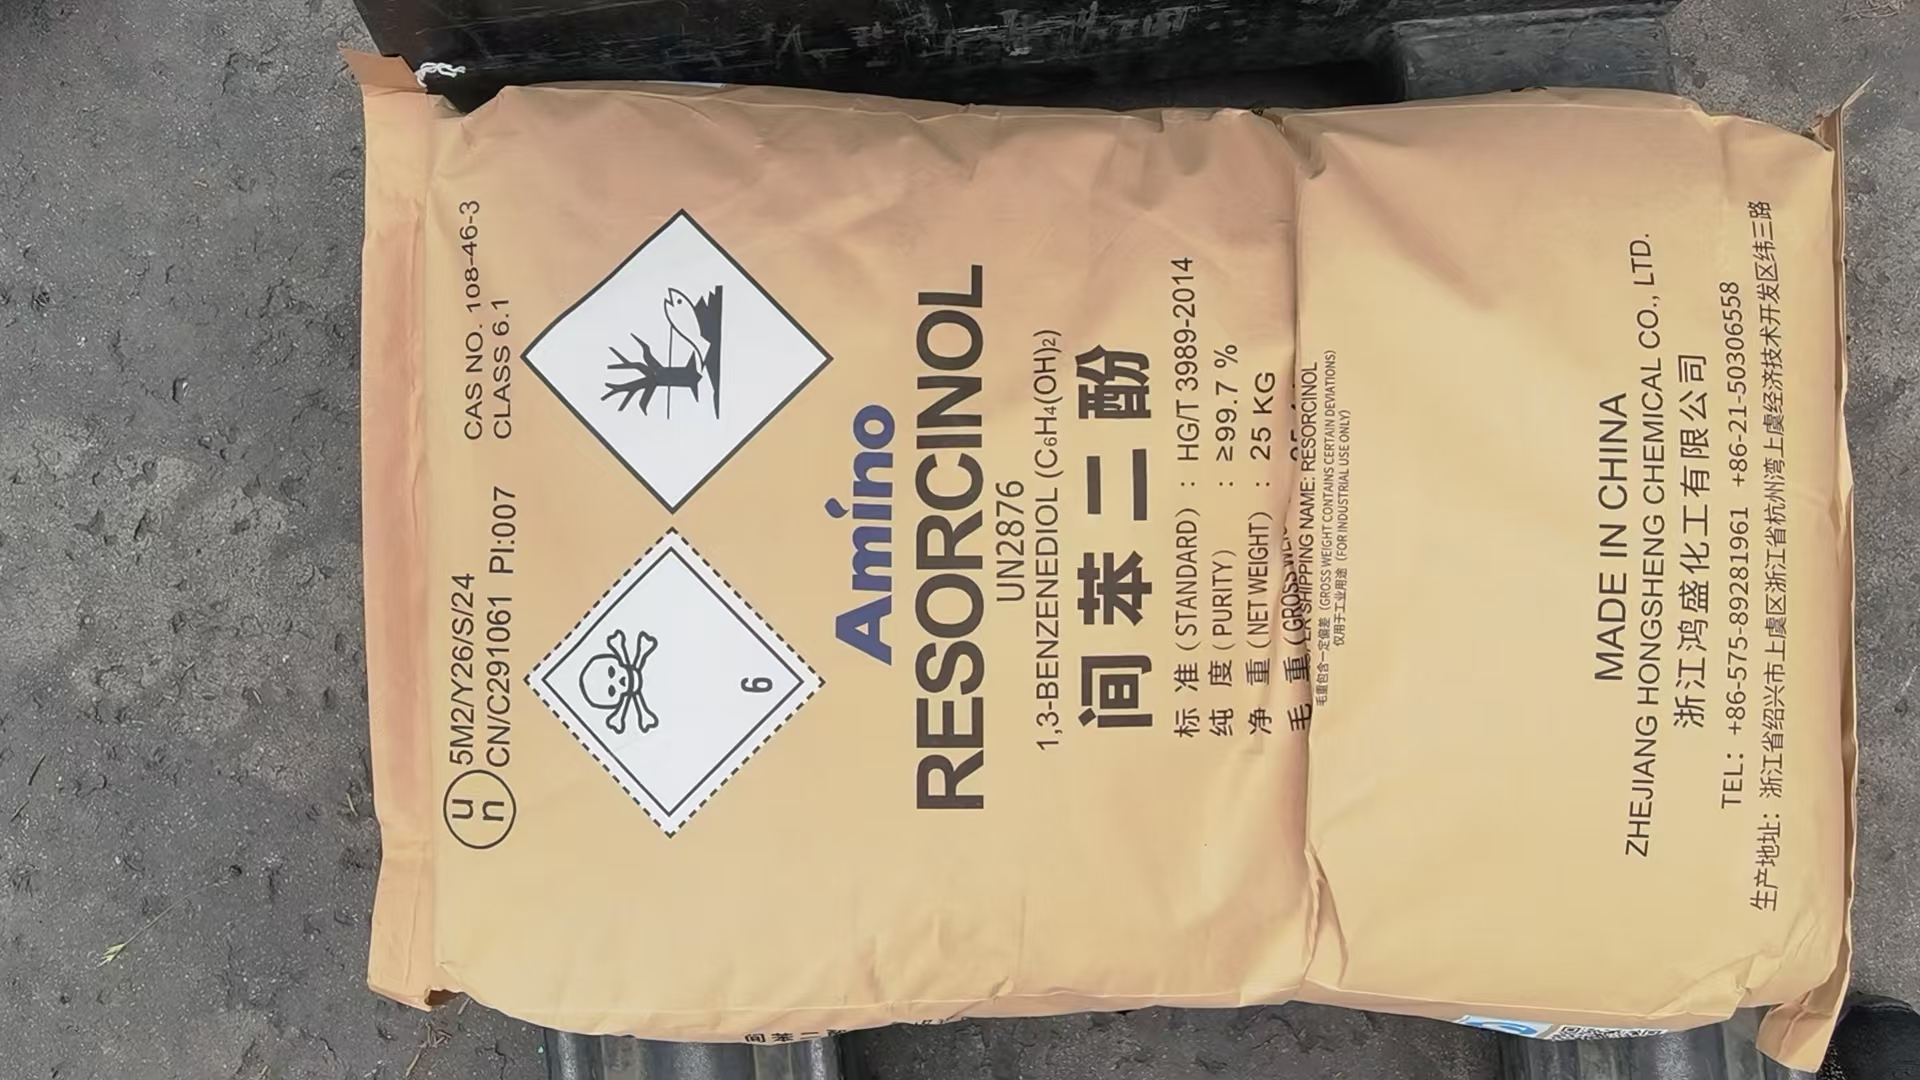 un
5M2/Y26/S/24
CN/C291061 PI:007
CAS NO. 108-46-3
CLASS 6.1
6
Amino
RESORCINOL
UN2876
1,3-BENZENEDIOL (C₆H₄(OH)₂)
间苯二酚
标 准 (STANDARD) : HG/T 3989-2014
纯 度 (PURITY) : ≥99.7 %
净 重 (NET WEIGHT) : 25 KG
毛 重 (GROSS
SHIPPING NAME: RESORCINOL
毛重包含一定偏差 (GROSS WEIGHT CONTAINS CERTAIN DEVIATIONS)
仅用于工业用途 (FOR INDUSTRIAL USE ONLY)
MADE IN CHINA
ZHEJIANG HONGSHENG CHEMICAL CO., LTD.
浙江鸿盛化工有限公司
TEL: +86-575-89281961 +86-21-50306558
生产地址: 浙江省绍兴市上虞区浙江省杭州湾上虞经济技术开发区纬三路